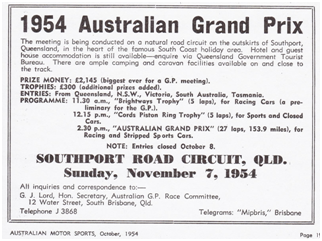 1954 Australian Grand Prix
The meeting is being conducted on a natural road circuit on the outskirts of Southport,
Queensland, in the heart of the famous South Coast holiday area. Hotel and guest
house accommodation is still available—enquire via Queensland Government Tourist
Bureau. There are ample camping and caravan facilities available on and close to
the track.
PRIZE MONEY: £2,145 (biggest ever for a G.P. meeting).
TROPHIES: £300 (additional prizes added).
ENTRIES: From Queensland, N.S.W., Victoria, South Australia, Tasmania.
PROGRAMME: 11.30 a.m., "Brightways Trophy" (5 laps), for Racing Cars (a pre-
liminary for the G.P.).
12.15 p.m., "Cords Piston Ring Trophy" (5 laps), for Sports and Closed
Cars.
2.30 p.m., "AUSTRALIAN GRAND PRIX" (27 laps, 153.9 miles), for
Racing and Stripped Sports Cars.
NOTE: Entries closed October 8.
SOUTHPORT ROAD CIRCUIT, QLD.
Sunday, November 7, 1954
All inquiries and correspondence to:—
G. J. Lord, Hon. Secretary, Australian G.P. Race Committee,
12 Water Street, South Brisbane, Qld.
Telephone J 3868 Telegrams: "Mipbris," Brisbane
AUSTRALIAN MOTOR SPORTS, October, 1954 Page